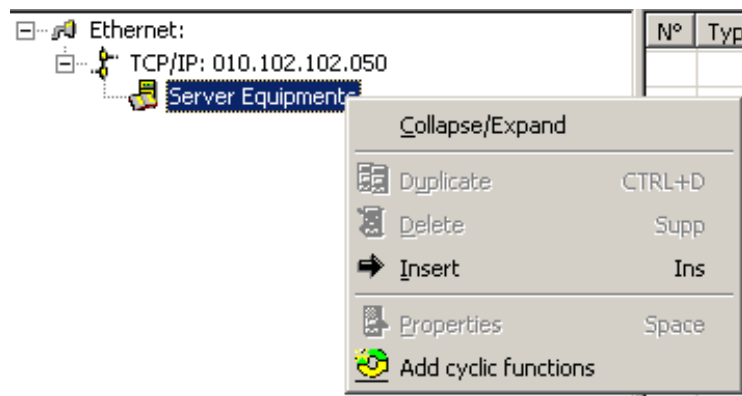 Ethernet:
TCP/IP: 010.102.102.050
Server Equipments
N° Typ
Collapse/Expand
Duplicate CTRL+D
Delete Supp
Insert Ins
Properties Space
Add cyclic functions